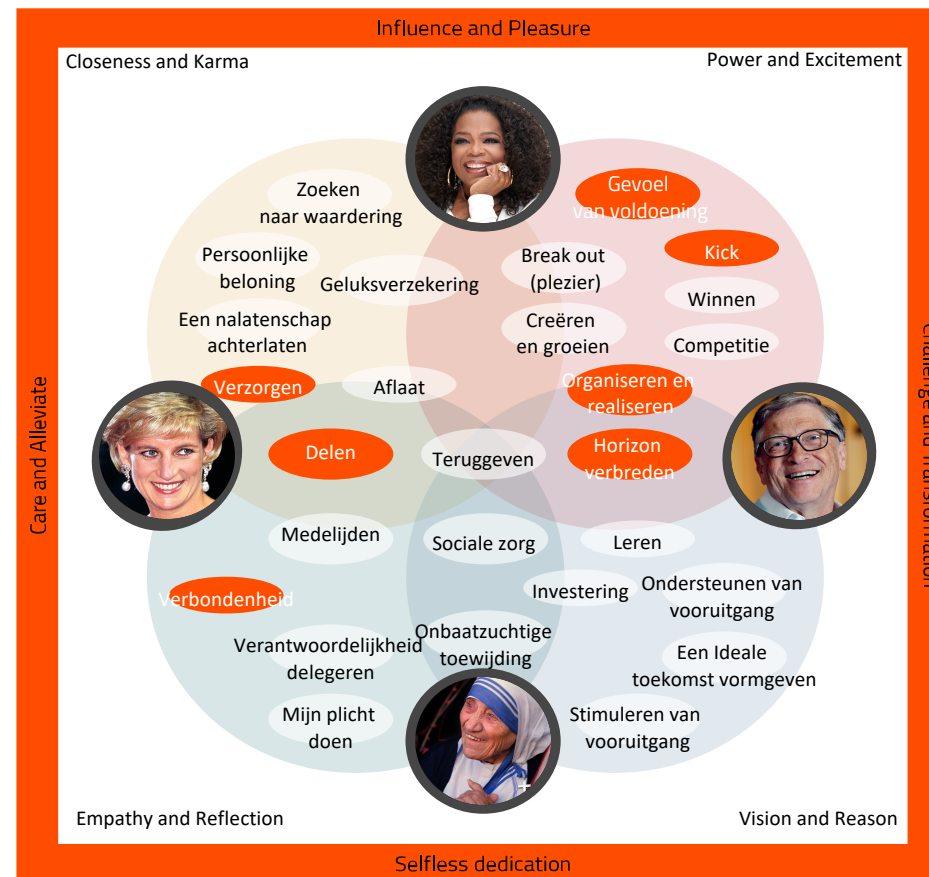 Influence and Pleasure
Closeness and Karma
Power and Excitement
Zoeken
naar waardering
Gevoel
van voldoening
Persoonlijke
beloning
Geluksverzekering
Break out
(plezier)
Kick
Winnen
Een nalatenschap
achterlaten
Creëren
en groeien
Competitie
Verzorgen
Aflaat
Organiseren en
realiseren
Care and Alleviate
Challenge and Transformation
Delen
Teruggeven
Horizon
verbreden
Medelijden
Sociale zorg
Leren
Verbondenheid
Investering
Ondersteunen van
vooruitgang
Verantwoordelijkheid
delegeren
Onbaatzuchtige
toewijding
Een Ideale
toekomst vormgeven
Mijn plicht
doen
Stimuleren van
vooruitgang
Empathy and Reflection
Vision and Reason
Selfless dedication